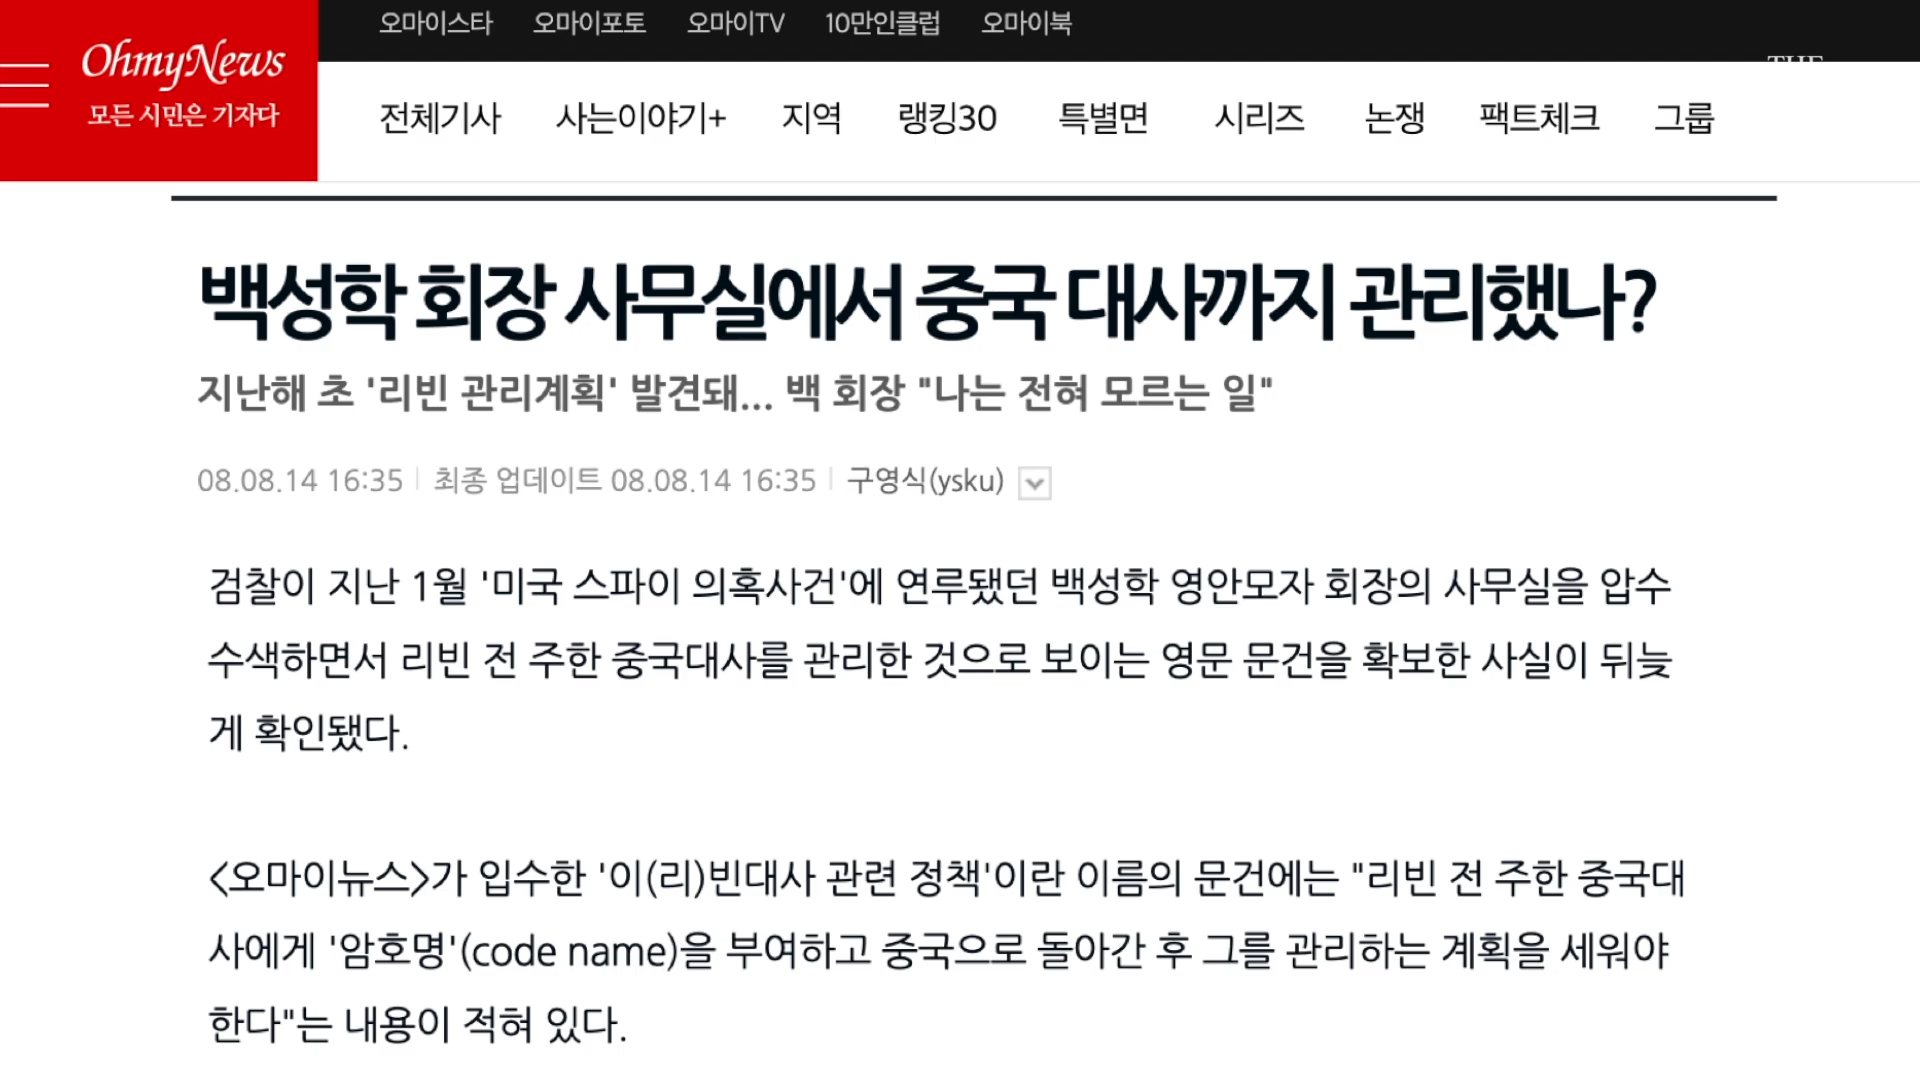 오마이스타 오마이포토 오마이TV 10만인클럽 오마이북
OhmyNews
모든 시민은 기자다
전체기사 사는이야기+ 지역 랭킹30 특별면 시리즈 논쟁 팩트체크 그룹
백성학 회장 사무실에서 중국 대사까지 관리했나?
지난해 초 '리빈 관리계획' 발견돼... 백 회장 "나는 전혀 모르는 일"
08.08.14 16:35 최종 업데이트 08.08.14 16:35 구영식(ysku)
검찰이 지난 1월 '미국 스파이 의혹사건'에 연루됐던 백성학 영안모자 회장의 사무실을 압수
수색하면서 리빈 전 주한 중국대사를 관리한 것으로 보이는 영문 문건을 확보한 사실이 뒤늦
게 확인됐다.
<오마이뉴스>가 입수한 '이(리)빈대사 관련 정책'이란 이름의 문건에는 "리빈 전 주한 중국대
사에게 '암호명'(code name)을 부여하고 중국으로 돌아간 후 그를 관리하는 계획을 세워야
한다"는 내용이 적혀 있다.